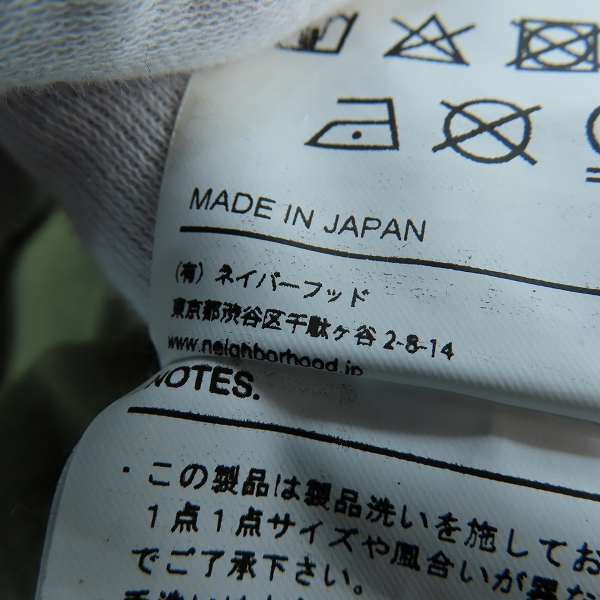 MADE IN JAPAN
(有) ネイバーフッド
東京都渋谷区千駄ヶ谷 2-8-14
www.neighborhood.jp
NOTES.
・この製品は製品洗いを施してお
1点1点サイズや風合いが異な
でご了承下さい。